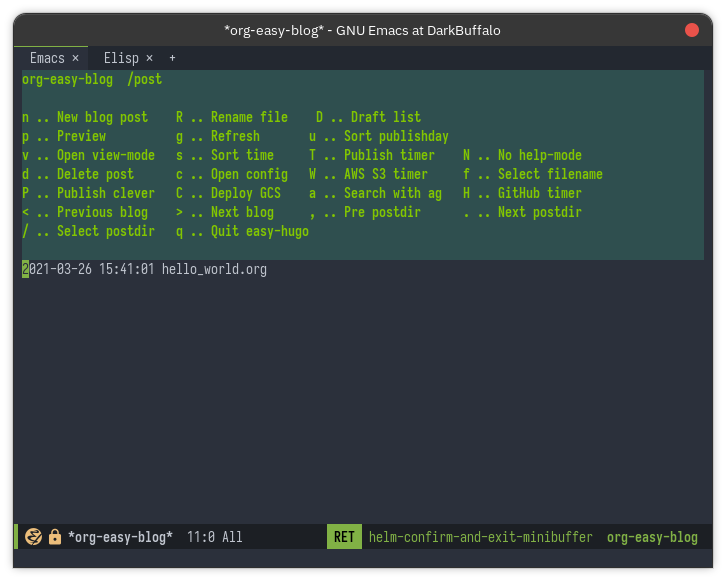 *org-easy-blog* - GNU Emacs at DarkBuffalo
Emacs × Elisp × +
org-easy-blog /post
n .. New blog post R .. Rename file D .. Draft list
p .. Preview g .. Refresh u .. Sort publishday
v .. Open view-mode s .. Sort time T .. Publish timer N .. No help-mode
d .. Delete post c .. Open config W .. AWS S3 timer f .. Select filename
P .. Publish clever C .. Deploy GCS a .. Search with ag H .. GitHub timer
< .. Previous blog > .. Next blog , .. Pre postdir . .. Next postdir
/ .. Select postdir q .. Quit easy-hugo
2021-03-26 15:41:01 hello_world.org
*org-easy-blog* 11:0 All RET helm-confirm-and-exit-minibuffer org-easy-blog